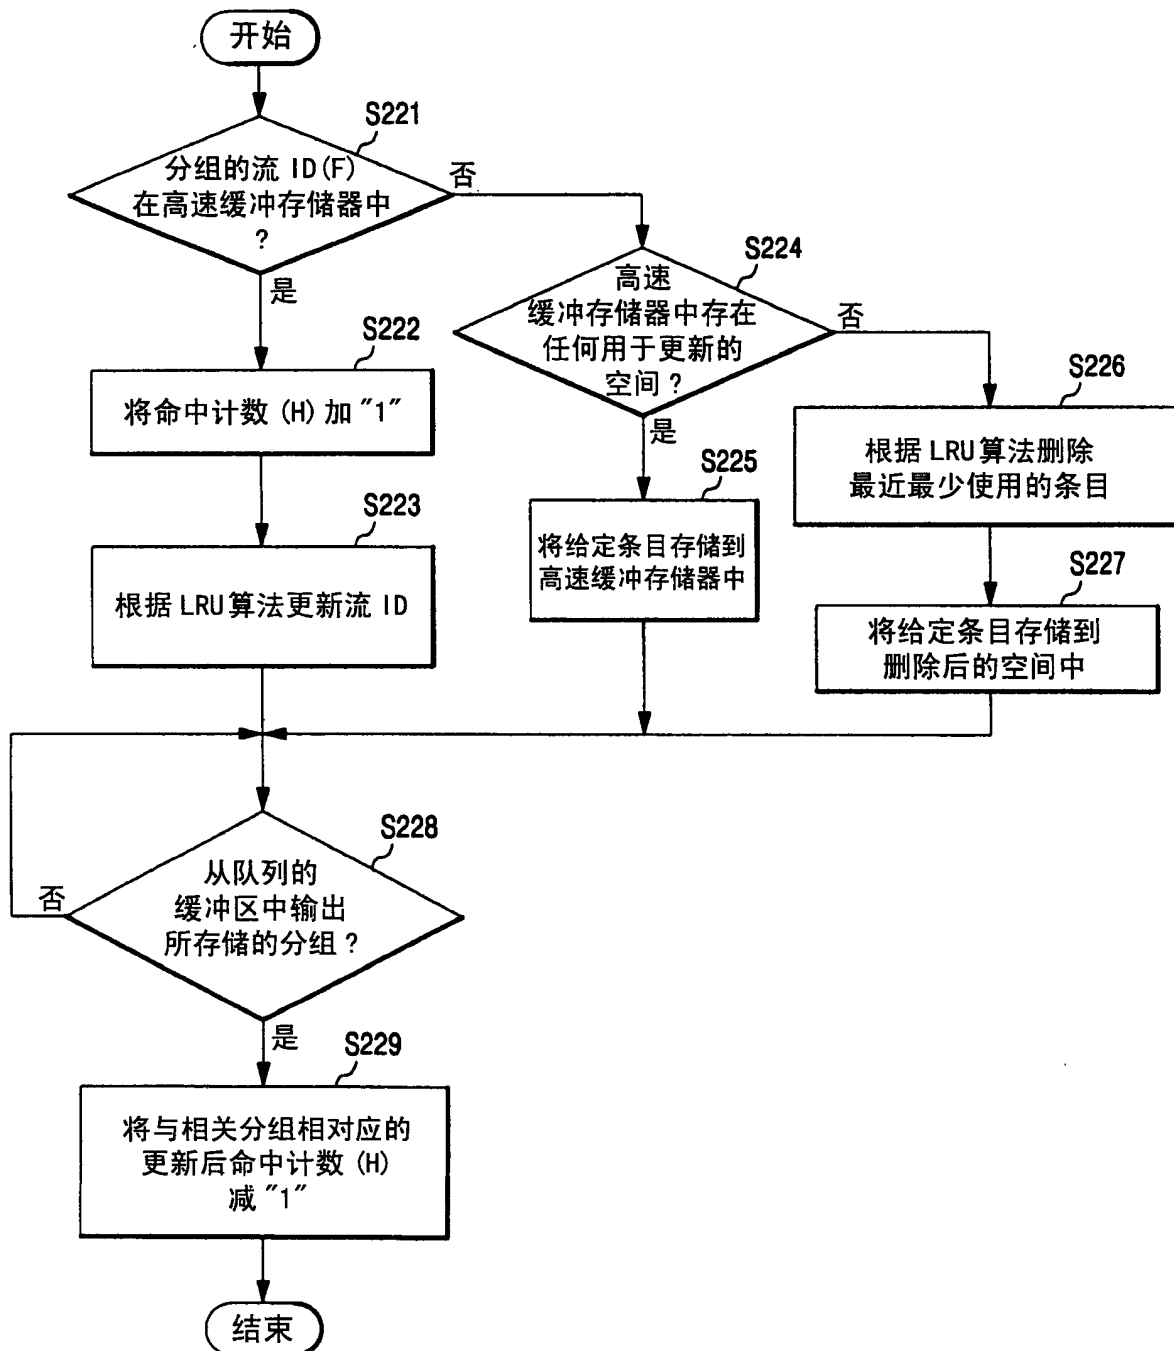 开始
S221
分组的流 ID(F)
在高速缓冲存储器中
?
否
是
S224
高速
缓冲存储器中存在
任何用于更新的
空间?
否
是
S222
将命中计数 (H) 加 "1"
S226
根据 LRU 算法删除
最近最少使用的条目
S225
将给定条目存储到
高速缓冲存储器中
S223
根据 LRU 算法更新流 ID
S227
将给定条目存储到
删除后的空间中
S228
从队列的
缓冲区中输出
所存储的分组?
否
是
S229
将与相关分组相对应的
更新后命中计数 (H)
减 "1"
结束